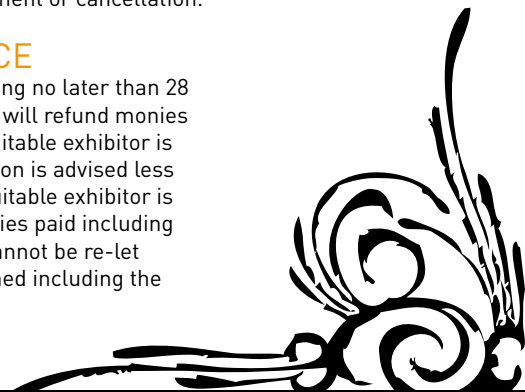 ment or cancellation.
CE
ng no later than 28
will refund monies
itable exhibitor is
on is advised less
uitable exhibitor is
ies paid including
annot be re-let
ned including the